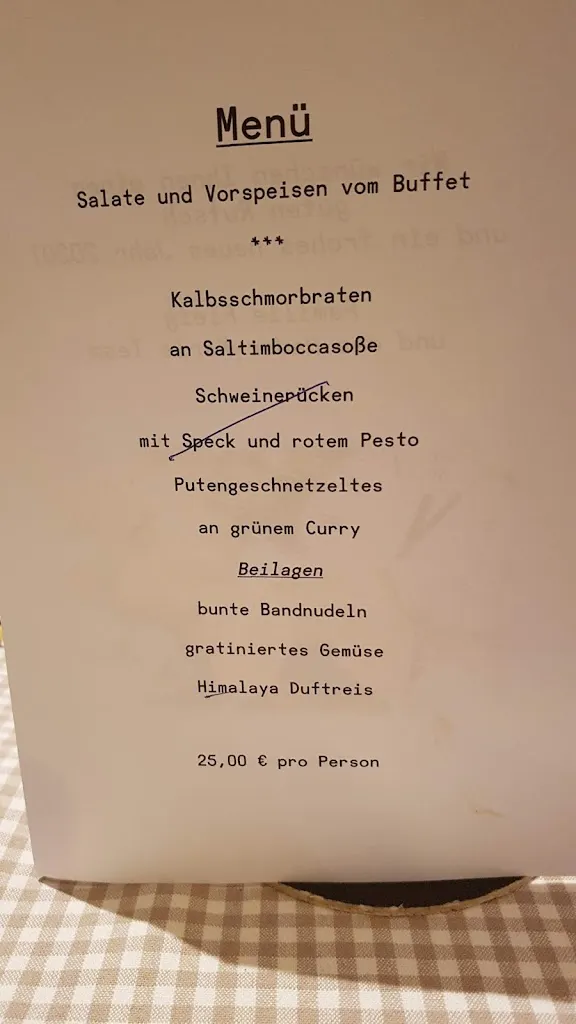 Menü
Salate und Vorspeisen vom Buffet
***
Kalbsschmorbraten
an Saltimboccasoße
Schweinerücken
mit Speck und rotem Pesto
Putengeschnetzeltes
an grünem Curry
Beilagen
bunte Bandnudeln
gratiniertes Gemüse
Himalaya Duftreis
25,00 € pro Person